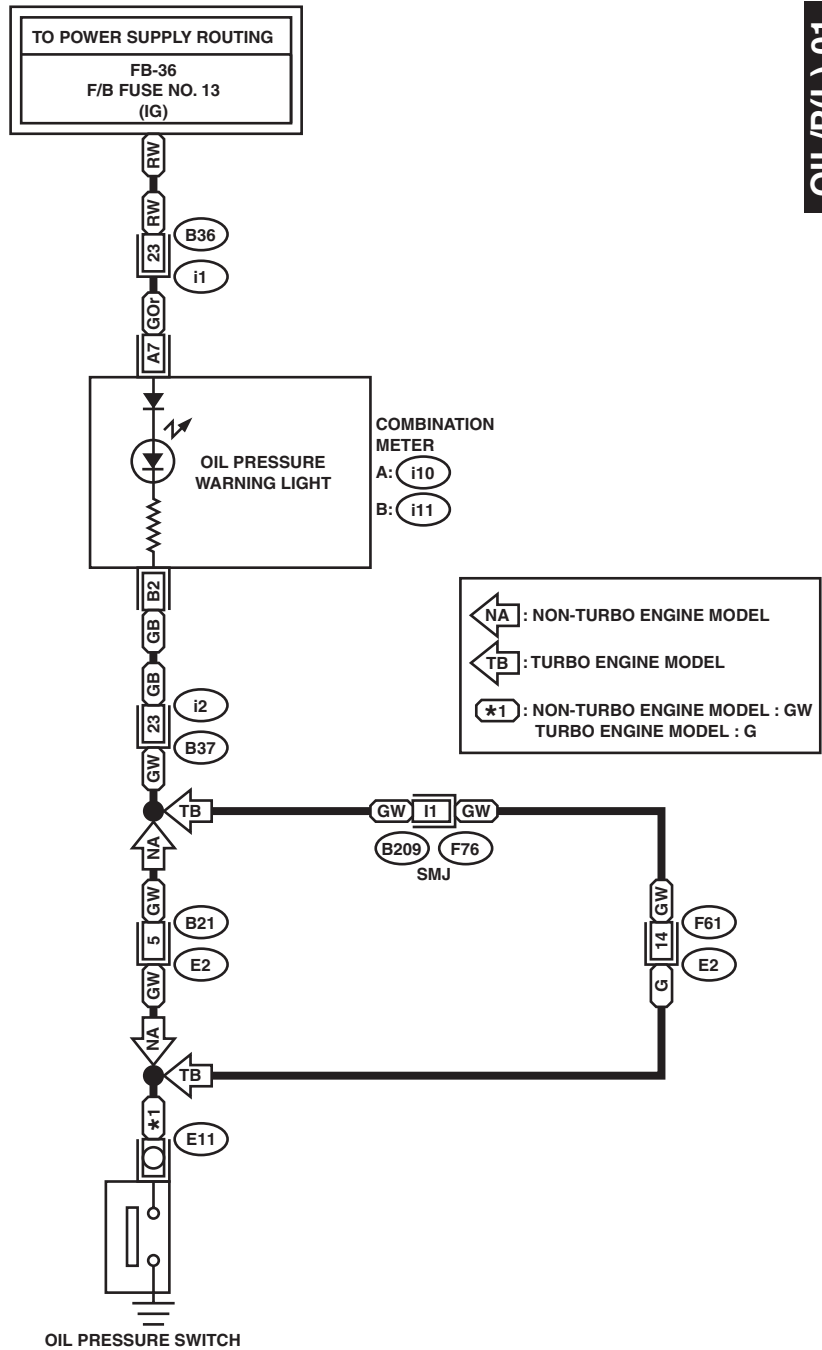 TO POWER SUPPLY ROUTING
FB-36
F/B FUSE NO. 13
(IG)
RW
RW
23
B36
i1
GOr
A7
OIL PRESSURE
WARNING LIGHT
COMBINATION
METER
A: i10
B: i11
B2
GB
GB
23
i2
B37
GW
NA : NON-TURBO ENGINE MODEL
TB : TURBO ENGINE MODEL
*1 : NON-TURBO ENGINE MODEL : GW
TURBO ENGINE MODEL : G
TB
GW I1 GW
B209 F76
SMJ
NA
GW
5
B21
E2
GW
NA
GW
14
F61
E2
G
TB
*1
E11
OIL PRESSURE SWITCH